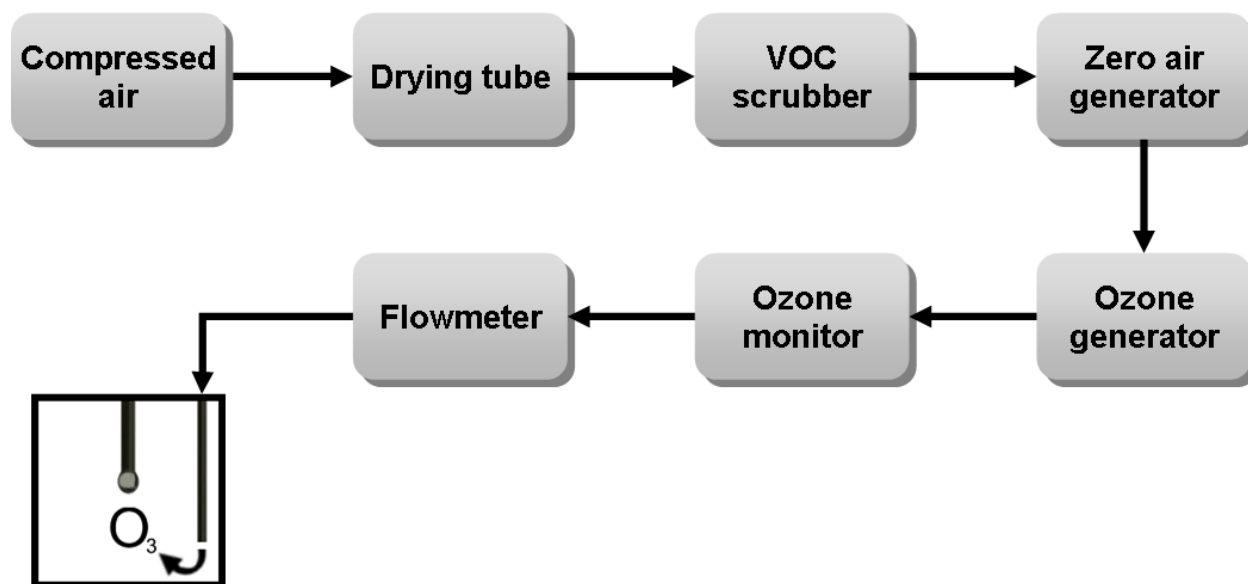 Compressed
air
Drying tube
VOC
scrubber
Zero air
generator
Flowmeter
Ozone
monitor
Ozone
generator
O₃